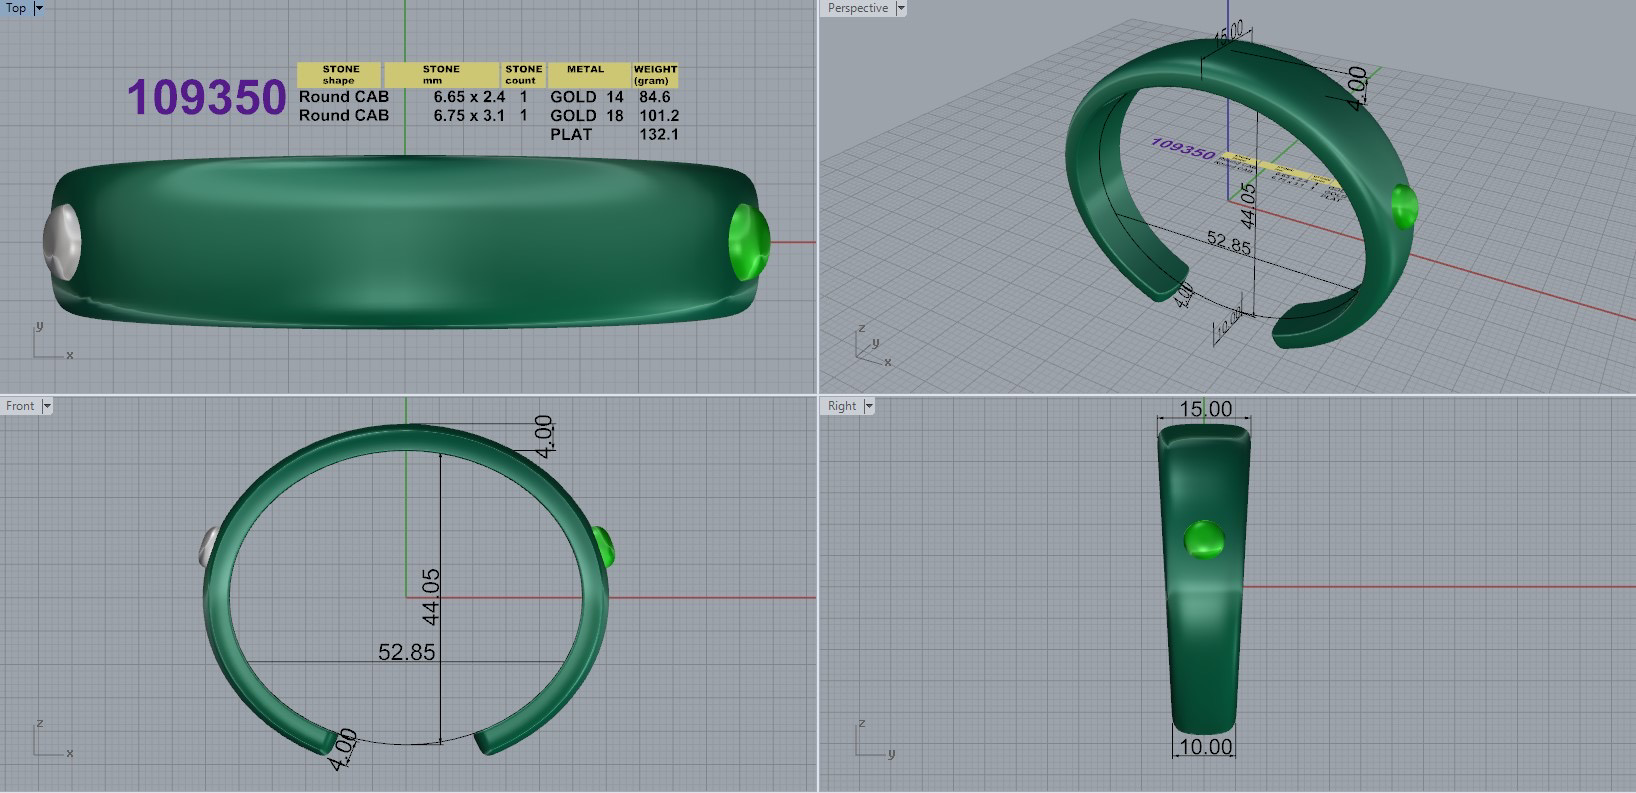 Top
109350
STONE shape STONE mm STONE count METAL WEIGHT (gram)
Round CAB 6.65 x 2.4 1 GOLD 14 84.6
Round CAB 6.75 x 3.1 1 GOLD 18 101.2
PLAT 132.1
y
x
Perspective
15.00
4.00
109350
44.05
52.85
4.00
10.00
z
y
x
Front
4.00
44.05
52.85
4.00
z
x
Right
15.00
10.00
z
y